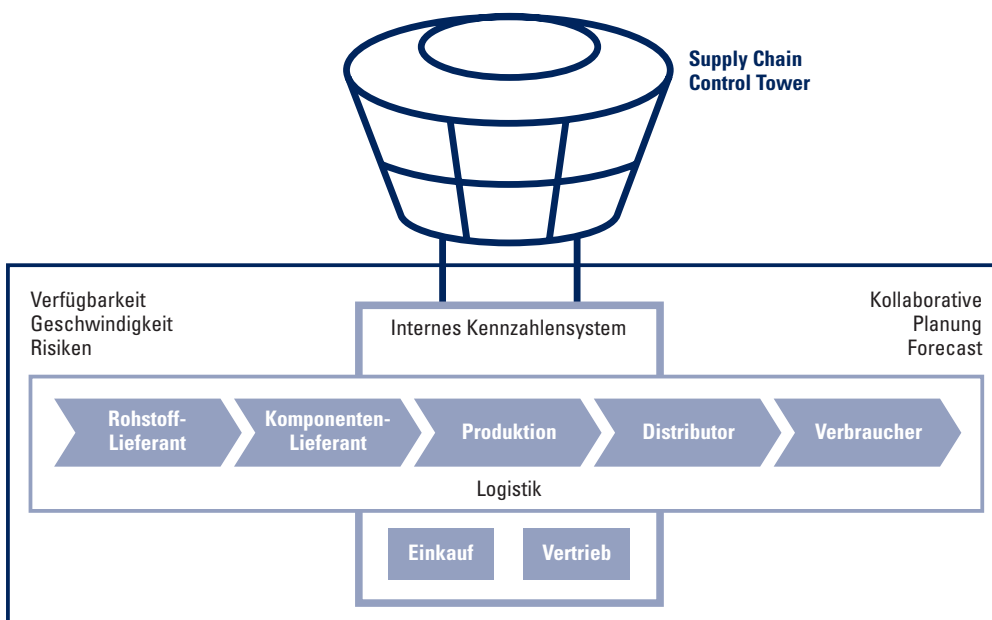 Supply Chain
Control Tower
Verfügbarkeit
Geschwindigkeit
Risiken
Internes Kennzahlensystem
Kollaborative
Planung
Forecast
Rohstoff-
Lieferant
Komponenten-
Lieferant
Produktion
Distributor
Verbraucher
Logistik
Einkauf
Vertrieb